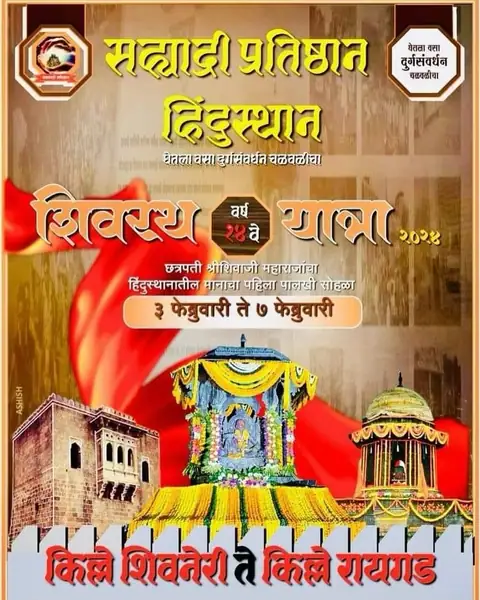 सह्याद्री प्रतिष्ठान
हिंदुस्थान
घेतला वसा दुर्गसंवर्धन चळवळीचा
घेतला वसा
दुर्गसंवर्धन
चळवळीचा
शिवरथ वर्ष २४ वे यात्रा २०२४
छत्रपती श्रीशिवाजी महाराजांचा
हिंदुस्थानातील मानाचा पहिला पालखी सोहळा
३ फेब्रुवारी ते ७ फेब्रुवारी
ASHISH
किल्ले शिवनेरी ते किल्ले रायगड